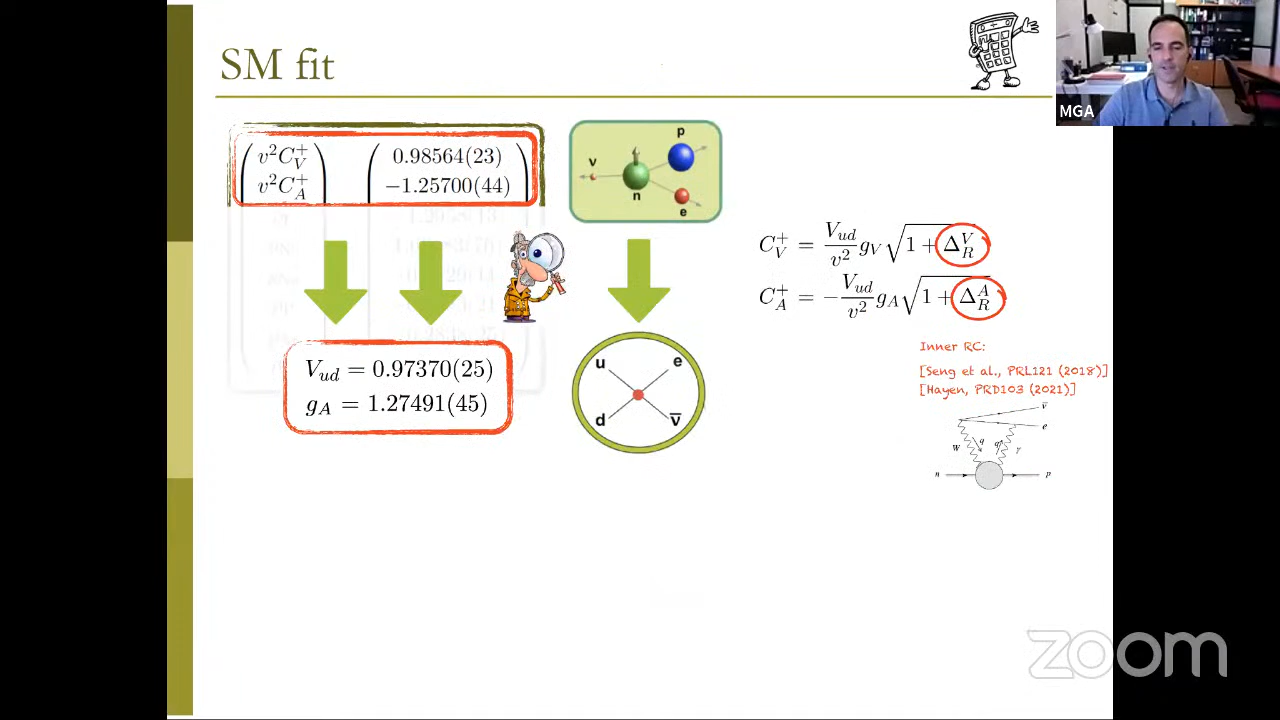 SM fit
MGA
v²C_V^+ 0.98564(23)
v²C_A^+ −1.25700(44)
p
ν
n
e
C_V^+ = V_ud/v² g_V √(1 + Δ_R^V)
C_A^+ = − V_ud/v² g_A √(1 + Δ_R^A)
Inner RC:
[Seng et al., PRL121 (2018)]
[Hayen, PRD103 (2021)]
V_ud = 0.97370(25)
g_A = 1.27491(45)
u e
d ν̄
ν̄
e
W q q γ
n p
zoom